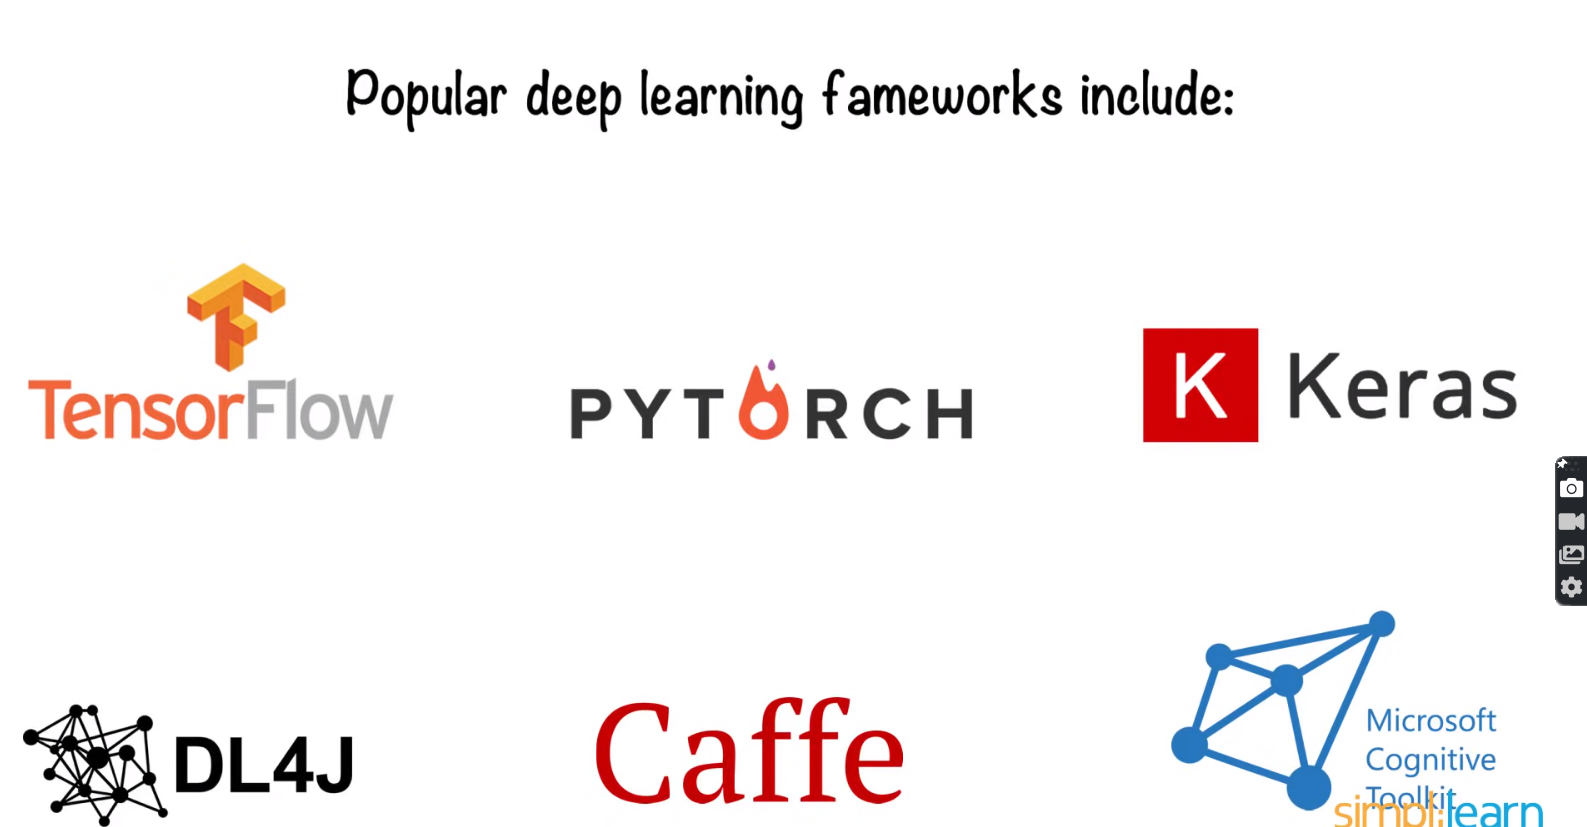 Popular deep learning fameworks include:
TensorFlow
PYTORCH
K Keras
DL4J
Caffe
Microsoft
Cognitive
Toolkit
simplilearn